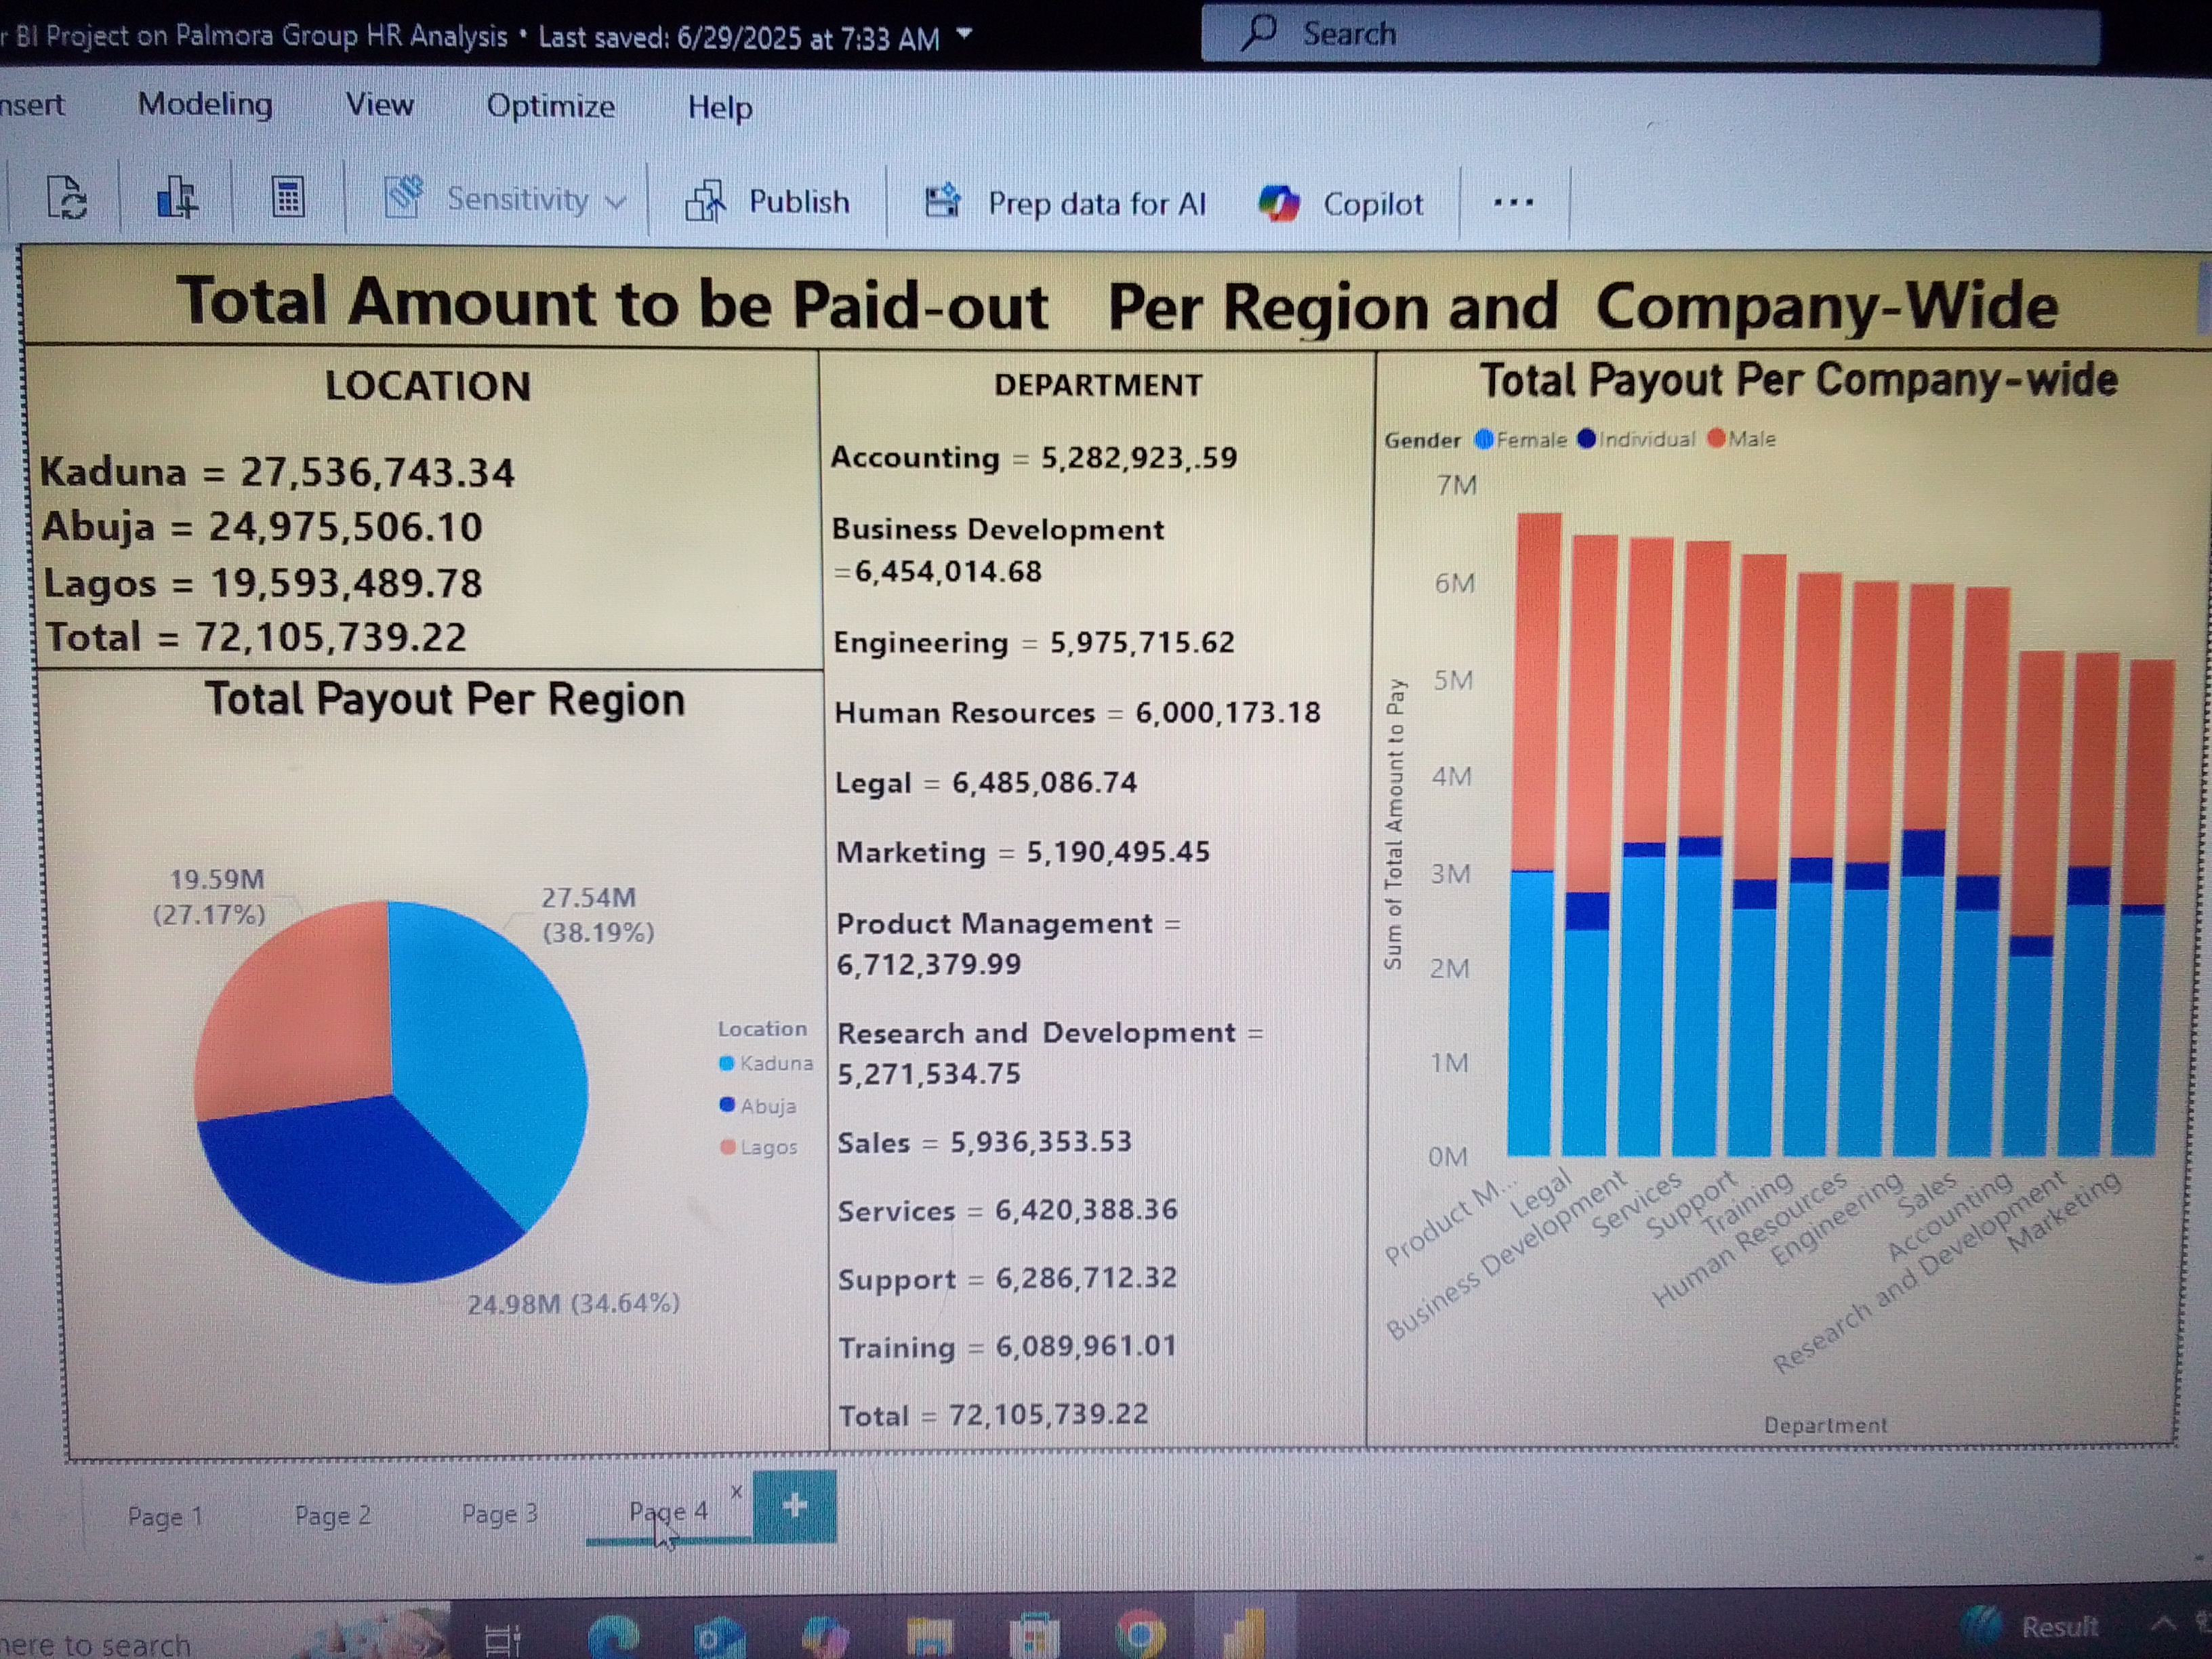 r BI Project on Palmora Group HR Analysis • Last saved: 6/29/2025 at 7:33 AM
Search
nsert Modeling View Optimize Help
Sensitivity Publish Prep data for AI Copilot ...
Total Amount to be Paid-out Per Region and Company-Wide
LOCATION
Kaduna = 27,536,743.34
Abuja = 24,975,506.10
Lagos = 19,593,489.78
Total = 72,105,739.22
Total Payout Per Region
19.59M
(27.17%)
27.54M
(38.19%)
24.98M (34.64%)
Location
Kaduna
Abuja
Lagos
DEPARTMENT
Accounting = 5,282,923,.59
Business Development
=6,454,014.68
Engineering = 5,975,715.62
Human Resources = 6,000,173.18
Legal = 6,485,086.74
Marketing = 5,190,495.45
Product Management =
6,712,379.99
Research and Development =
5,271,534.75
Sales = 5,936,353.53
Services = 6,420,388.36
Support = 6,286,712.32
Training = 6,089,961.01
Total = 72,105,739.22
Total Payout Per Company-wide
Gender Female Individual Male
Sum of Total Amount to Pay
7M
6M
5M
4M
3M
2M
1M
0M
Product M...
Legal
Business Development
Services
Support
Training
Human Resources
Engineering
Sales
Accounting
Research and Development
Marketing
Department
Page 1 Page 2 Page 3 Page 4 x +
here to search
Result